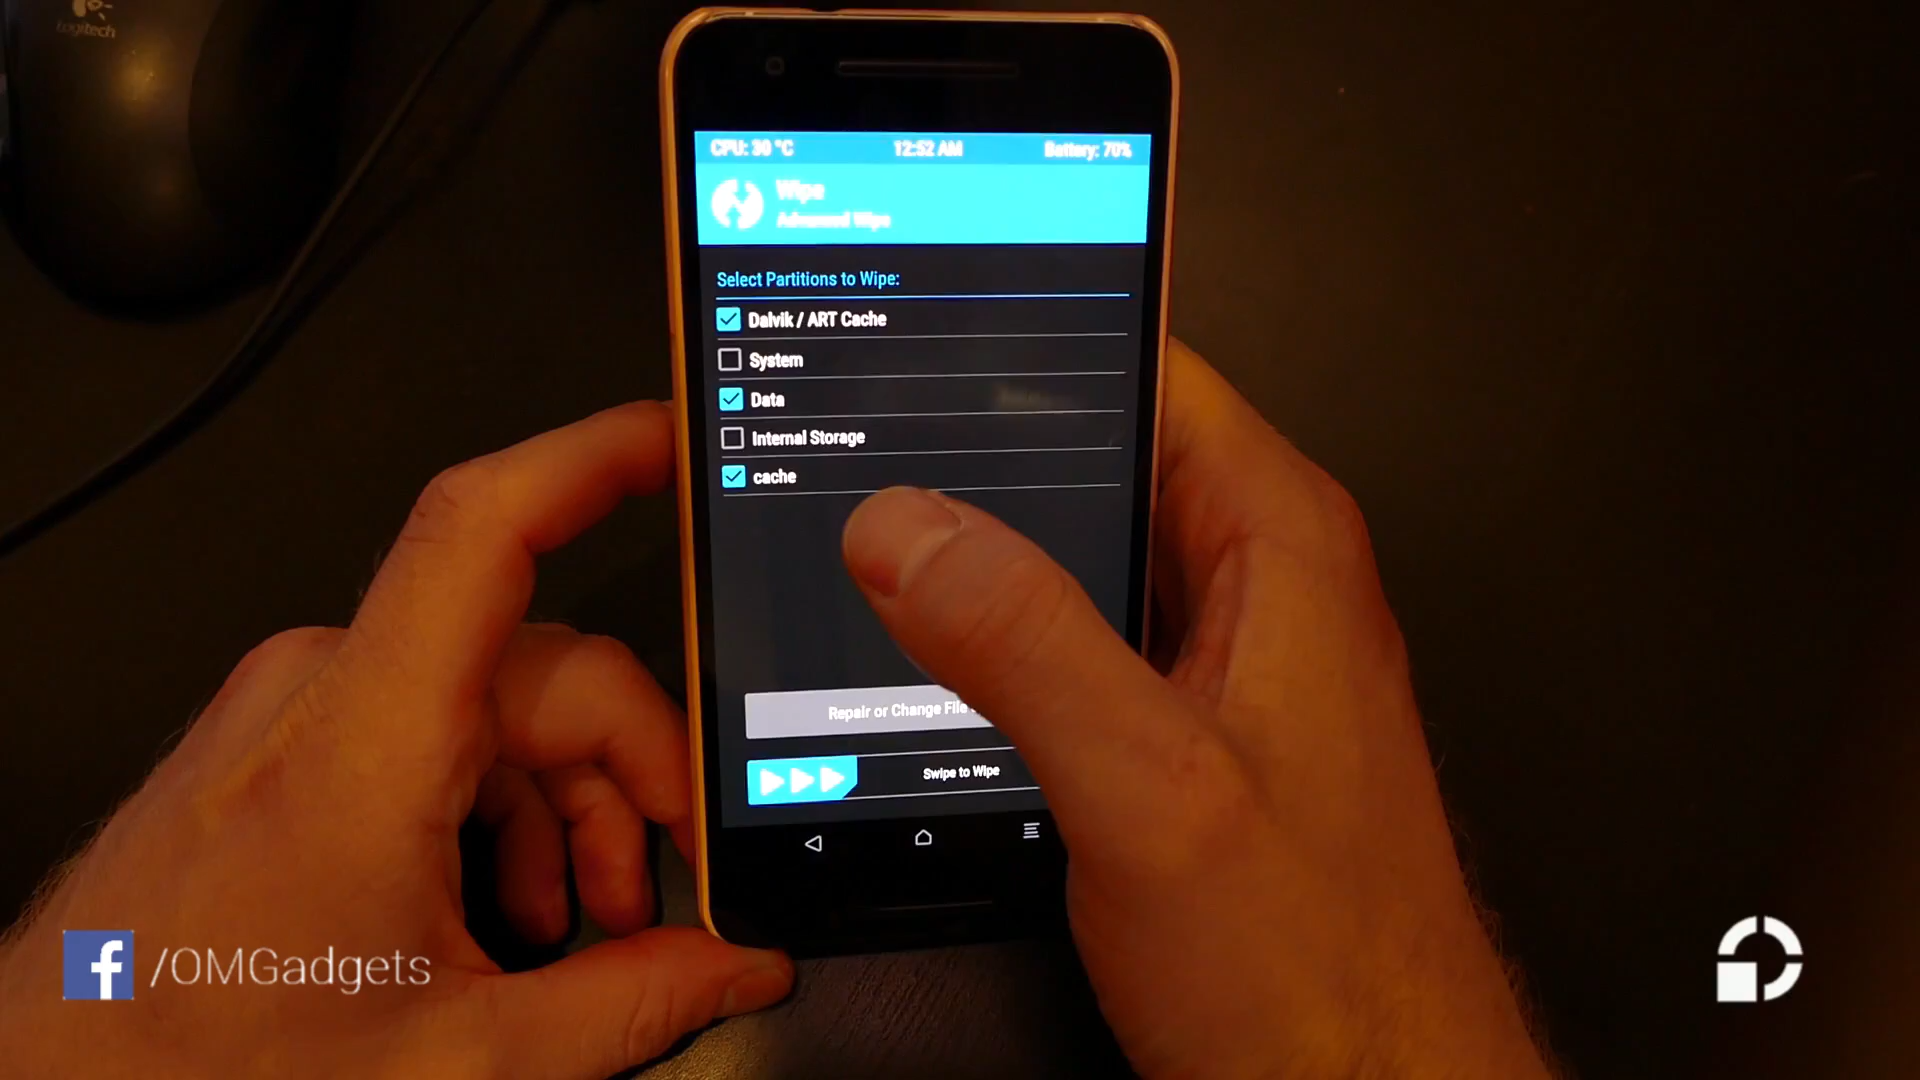 Logitech
CPU: 30 °C 12:52 AM Battery: 70%
Wipe
Advanced Wipe
Select Partitions to Wipe:
Dalvik / ART Cache
System
Data
Internal Storage
cache
Repair or Change File
Swipe to Wipe
f /OMGadgets